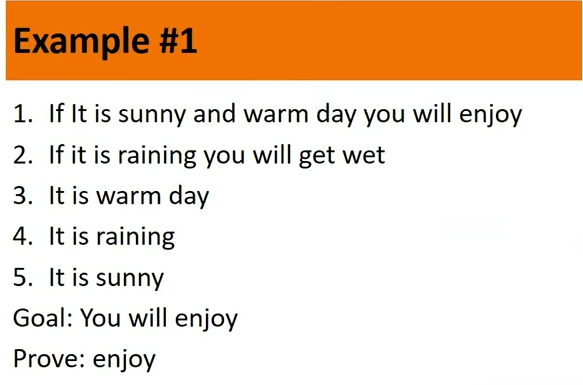 Example #1
1. If It is sunny and warm day you will enjoy
2. If it is raining you will get wet
3. It is warm day
4. It is raining
5. It is sunny
Goal: You will enjoy
Prove: enjoy